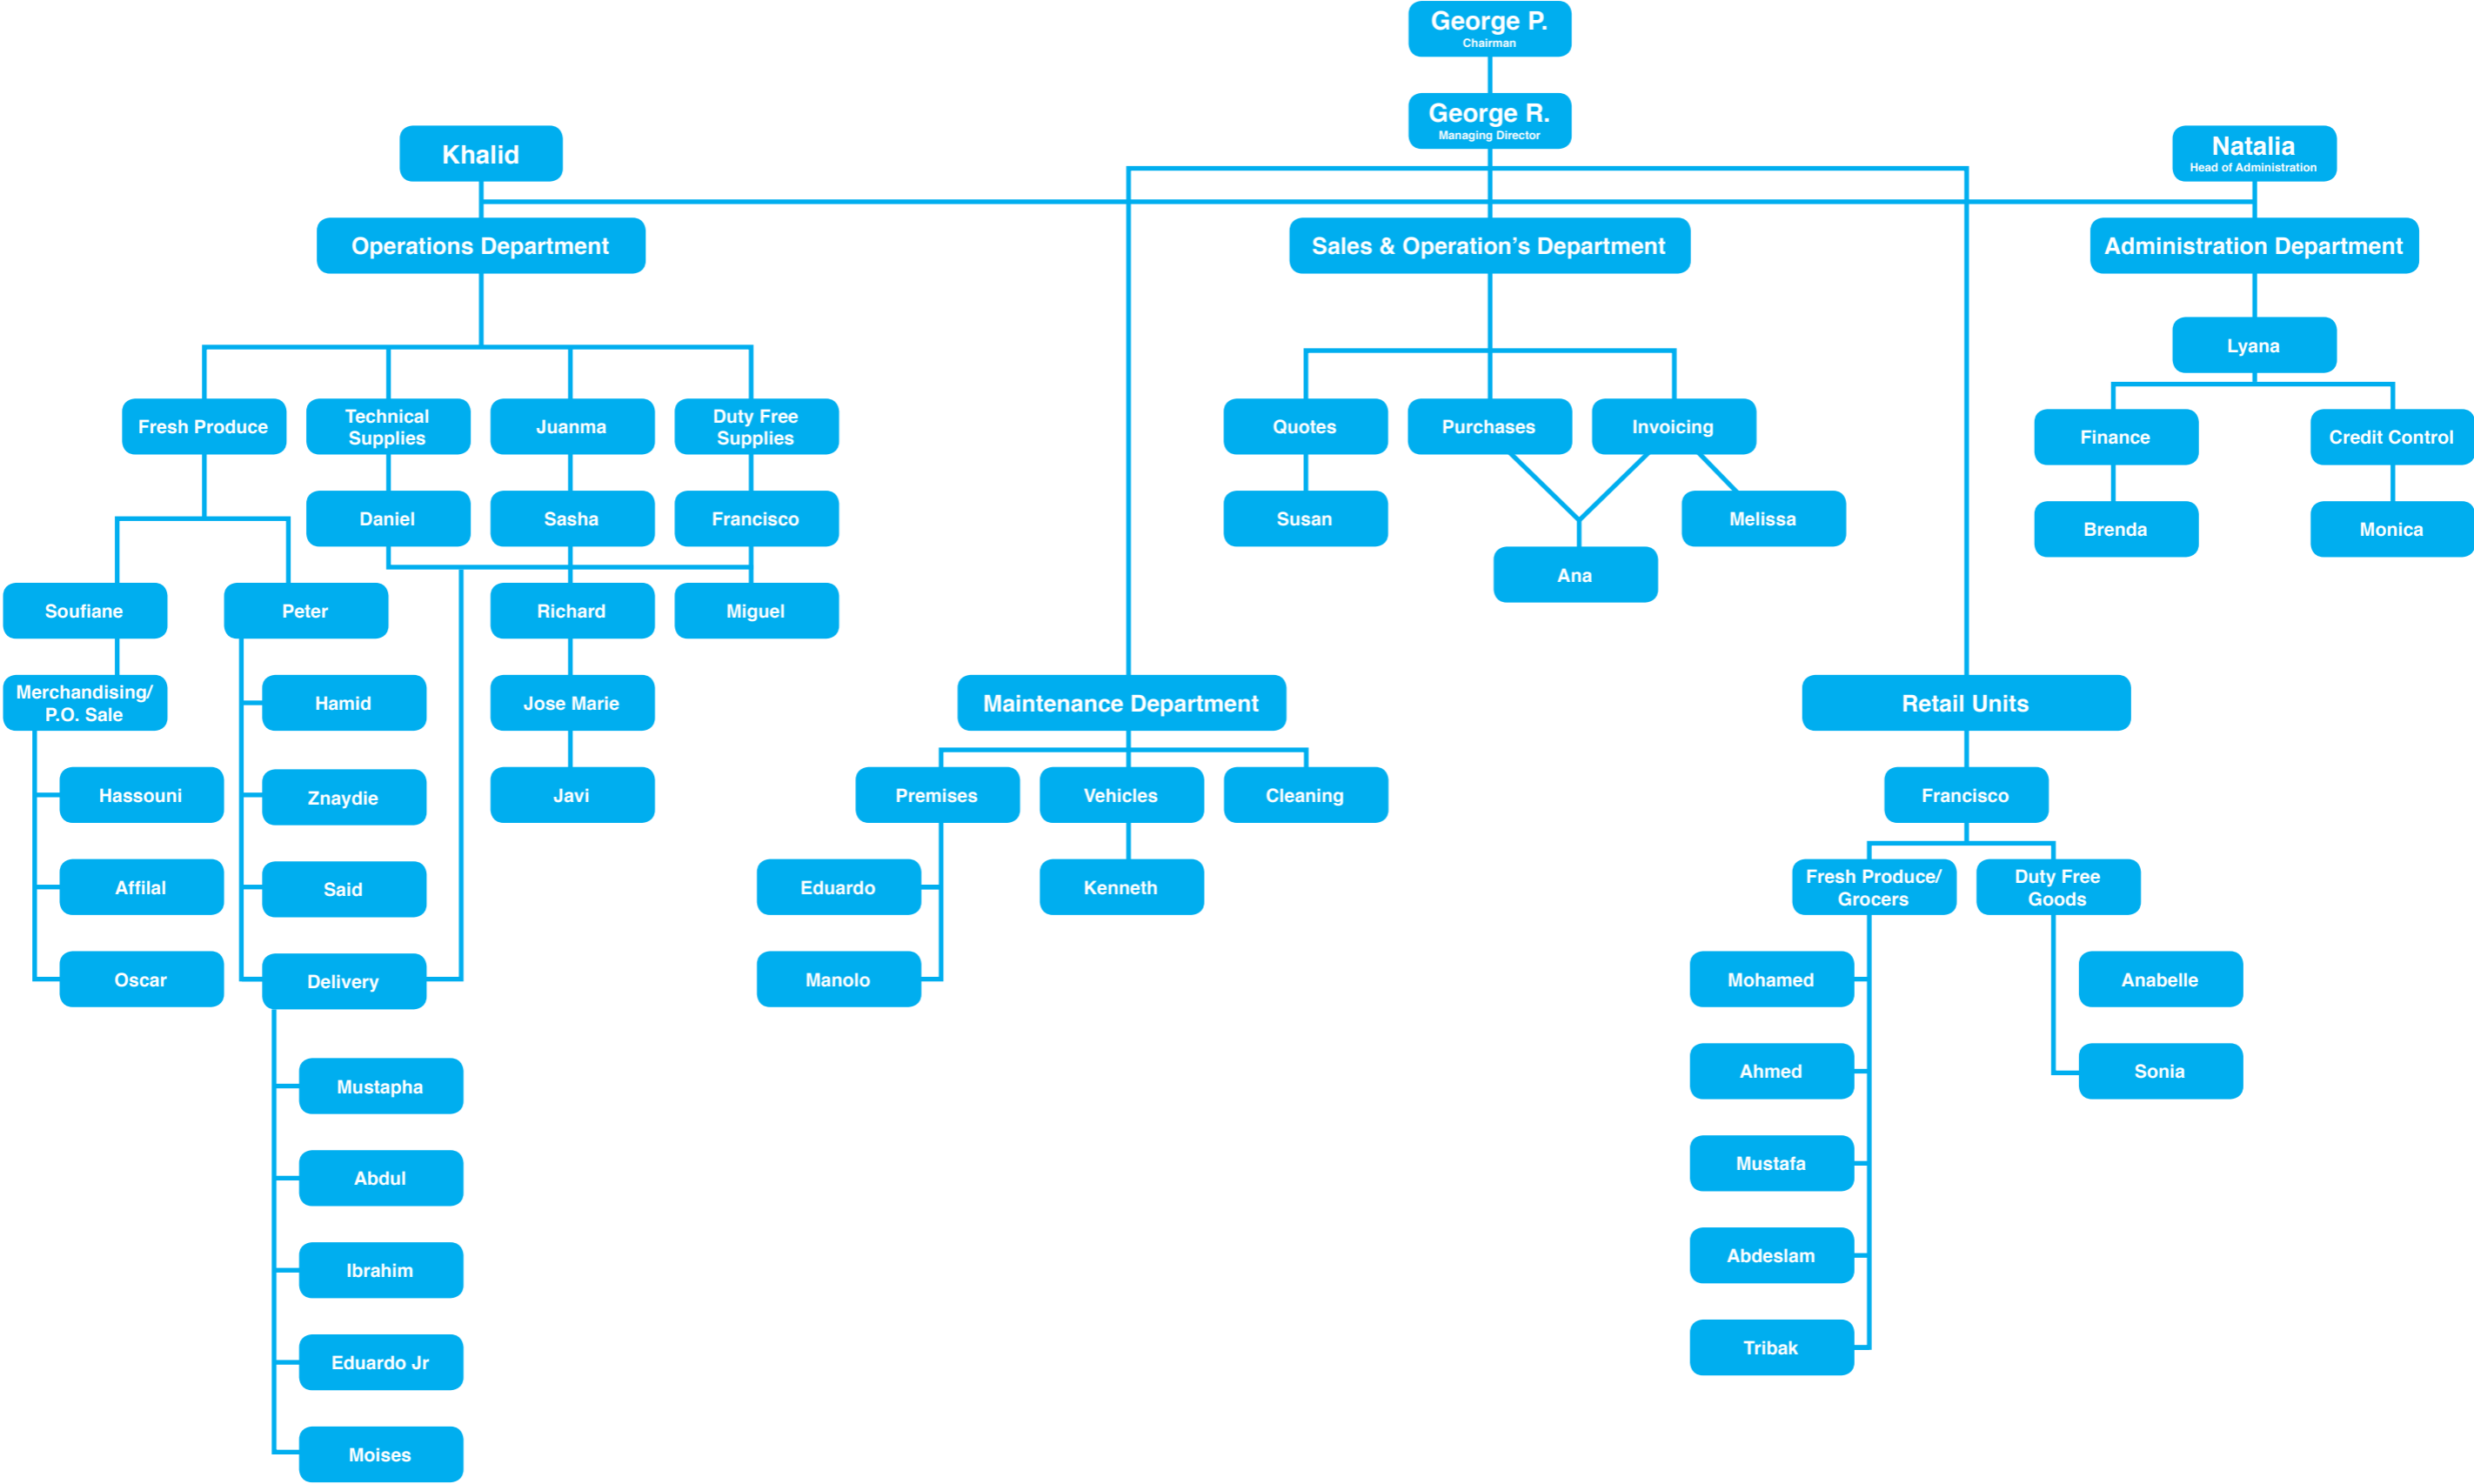 George P.
Chairman
George R.
Managing Director
Khalid
Natalia
Head of Administration
Operations Department
Sales & Operation’s Department
Administration Department
Lyana
Fresh Produce
Technical
Supplies
Juanma
Duty Free
Supplies
Quotes
Purchases
Invoicing
Finance
Credit Control
Daniel
Sasha
Francisco
Susan
Melissa
Brenda
Monica
Ana
Soufiane
Peter
Richard
Miguel
Merchandising/
P.O. Sale
Hamid
Jose Marie
Maintenance Department
Retail Units
Hassouni
Znaydie
Javi
Premises
Vehicles
Cleaning
Francisco
Affilal
Said
Eduardo
Kenneth
Fresh Produce/
Grocers
Duty Free
Goods
Oscar
Delivery
Manolo
Mohamed
Anabelle
Mustapha
Ahmed
Sonia
Abdul
Mustafa
Ibrahim
Abdeslam
Eduardo Jr
Tribak
Moises